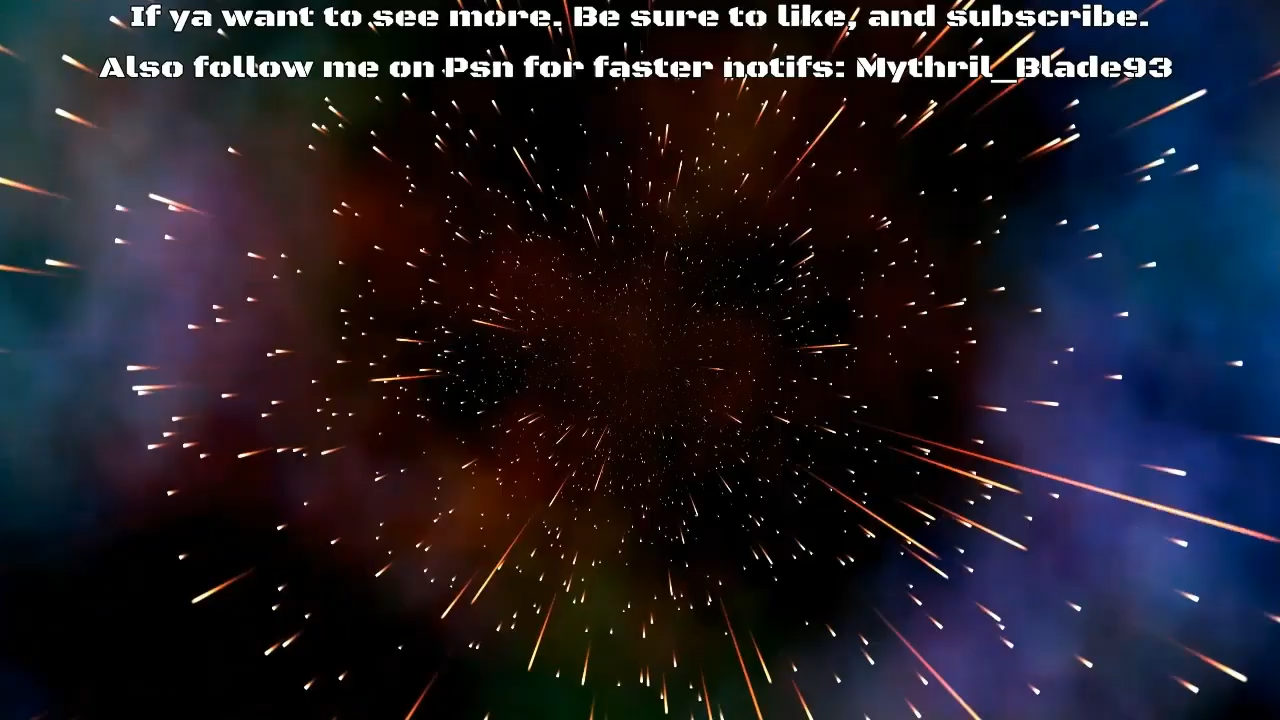 If ya want to see more. Be sure to like, and subscribe.
Also follow me on Psn for faster notifs: Mythril_Blade93